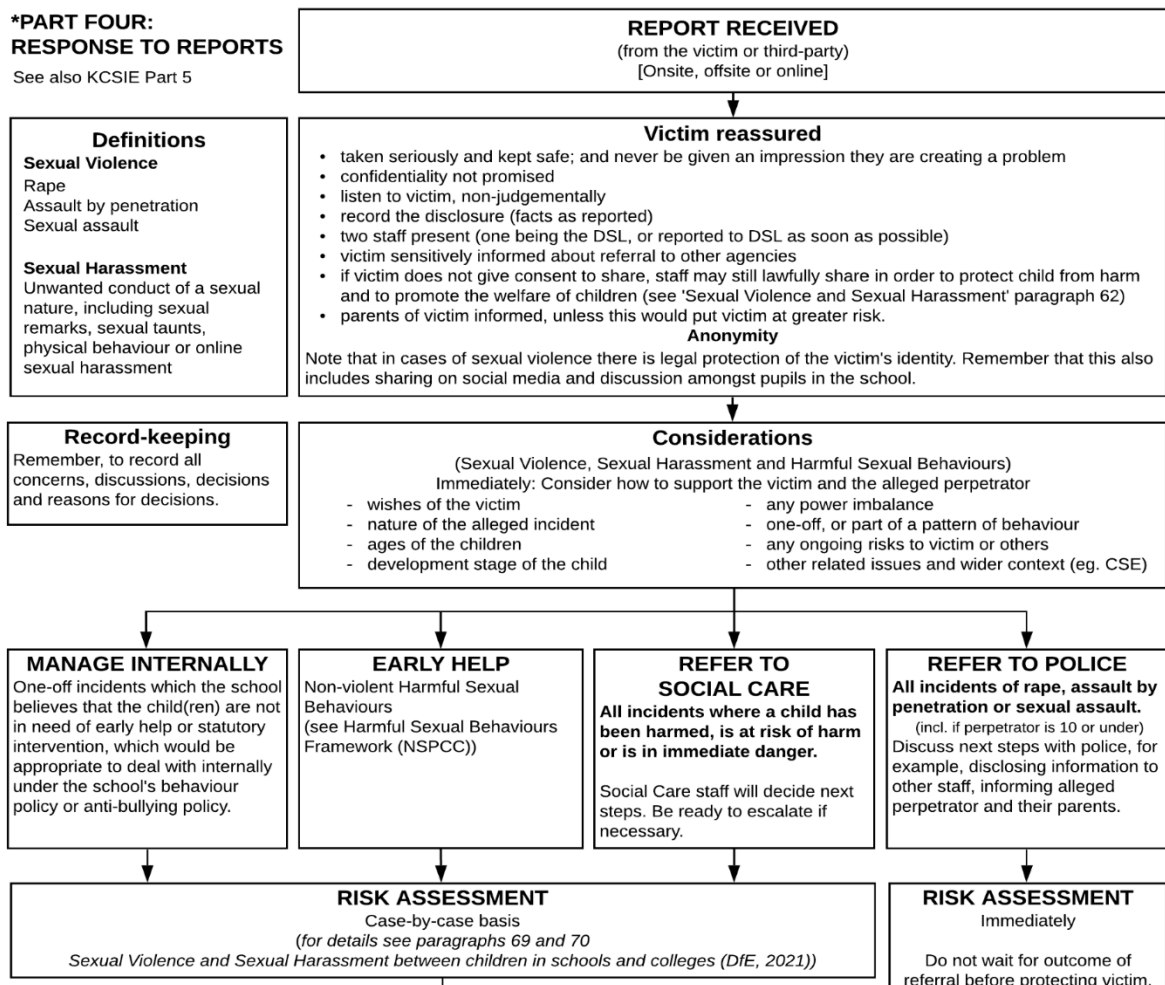 *PART FOUR:
RESPONSE TO REPORTS
See also KCSIE Part 5
REPORT RECEIVED
(from the victim or third-party)
[Onsite, offsite or online]
Definitions
Sexual Violence
Rape
Assault by penetration
Sexual assault
Sexual Harassment
Unwanted conduct of a sexual
nature, including sexual
remarks, sexual taunts,
physical behaviour or online
sexual harassment
Victim reassured
• taken seriously and kept safe; and never be given an impression they are creating a problem
• confidentiality not promised
• listen to victim, non-judgementally
• record the disclosure (facts as reported)
• two staff present (one being the DSL, or reported to DSL as soon as possible)
• victim sensitively informed about referral to other agencies
• if victim does not give consent to share, staff may still lawfully share in order to protect child from harm
and to promote the welfare of children (see 'Sexual Violence and Sexual Harassment' paragraph 62)
• parents of victim informed, unless this would put victim at greater risk.
Anonymity
Note that in cases of sexual violence there is legal protection of the victim's identity. Remember that this also
includes sharing on social media and discussion amongst pupils in the school.
Record-keeping
Remember, to record all
concerns, discussions, decisions
and reasons for decisions.
Considerations
(Sexual Violence, Sexual Harassment and Harmful Sexual Behaviours)
Immediately: Consider how to support the victim and the alleged perpetrator
- wishes of the victim
- nature of the alleged incident
- ages of the children
- development stage of the child
- any power imbalance
- one-off, or part of a pattern of behaviour
- any ongoing risks to victim or others
- other related issues and wider context (eg. CSE)
MANAGE INTERNALLY
One-off incidents which the school
believes that the child(ren) are not
in need of early help or statutory
intervention, which would be
appropriate to deal with internally
under the school's behaviour
policy or anti-bullying policy.
EARLY HELP
Non-violent Harmful Sexual
Behaviours
(see Harmful Sexual Behaviours
Framework (NSPCC))
REFER TO
SOCIAL CARE
All incidents where a child has
been harmed, is at risk of harm
or is in immediate danger.
Social Care staff will decide next
steps. Be ready to escalate if
necessary.
REFER TO POLICE
All incidents of rape, assault by
penetration or sexual assault.
(incl. if perpetrator is 10 or under)
Discuss next steps with police, for
example, disclosing information to
other staff, informing alleged
perpetrator and their parents.
RISK ASSESSMENT
Case-by-case basis
(for details see paragraphs 69 and 70
Sexual Violence and Sexual Harassment between children in schools and colleges (DfE, 2021))
RISK ASSESSMENT
Immediately
Do not wait for outcome of
referral before protecting victim.